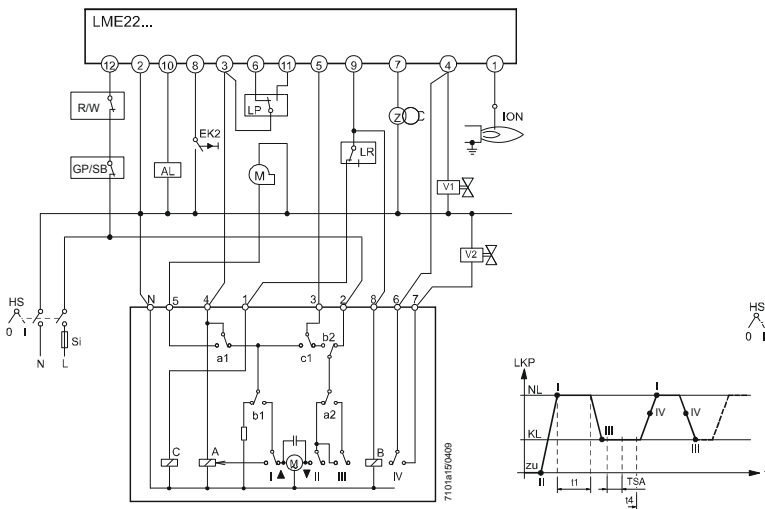 LME22...
12 2 10 8 3 6 11 5 9 7 4 1
R/W
LP
Z
ION
EK2
LR
GP/SB
AL
M
V1
V2
N 5 4 1 3 2 8 6 7
HS
0 I
Si
N L
a1
c1
b2
b1
a2
C
A
M
B
I
II
III
IV
7101a15/0409
HS
0 I
LKP
NL
KL
zu
I
I
IV
IV
III
III
II
t1
TSA
t4